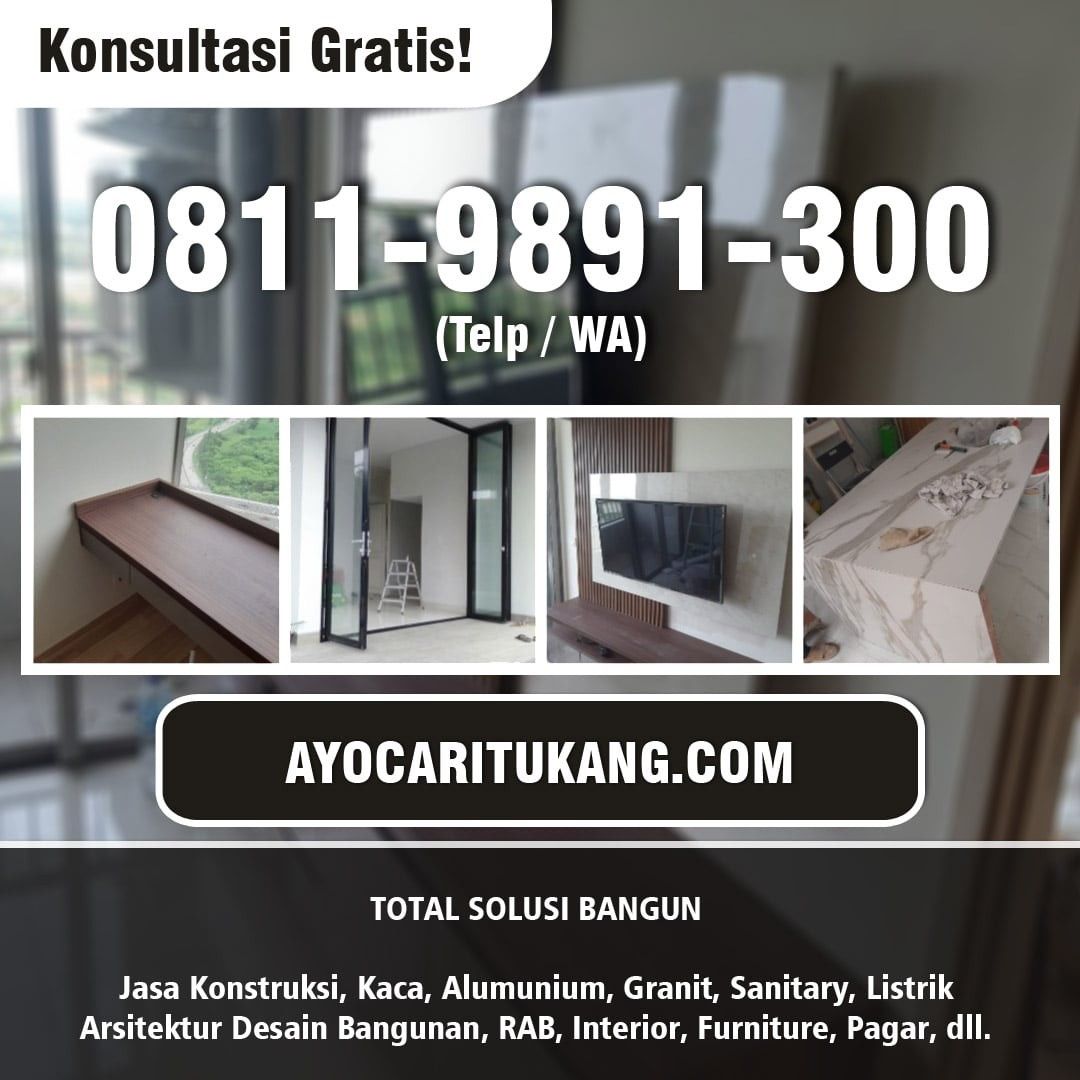 Konsultasi Gratis!
0811-9891-300
(Telp / WA)
AYOCARITUKANG.COM
TOTAL SOLUSI BANGUN
Jasa Konstruksi, Kaca, Alumunium, Granit, Sanitary, Listrik
Arsitektur Desain Bangunan, RAB, Interior, Furniture, Pagar, dll.